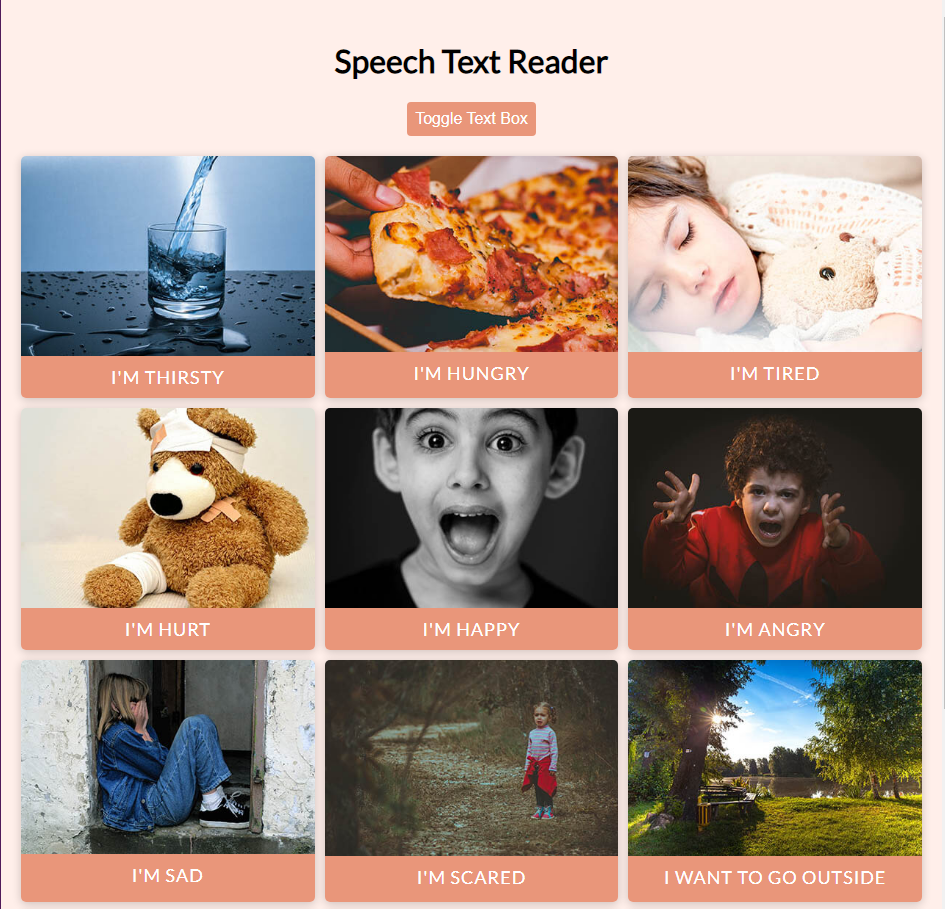 Speech Text Reader
Toggle Text Box
I'M THIRSTY
I'M HUNGRY
I'M TIRED
I'M HURT
I'M HAPPY
I'M ANGRY
I'M SAD
I'M SCARED
I WANT TO GO OUTSIDE